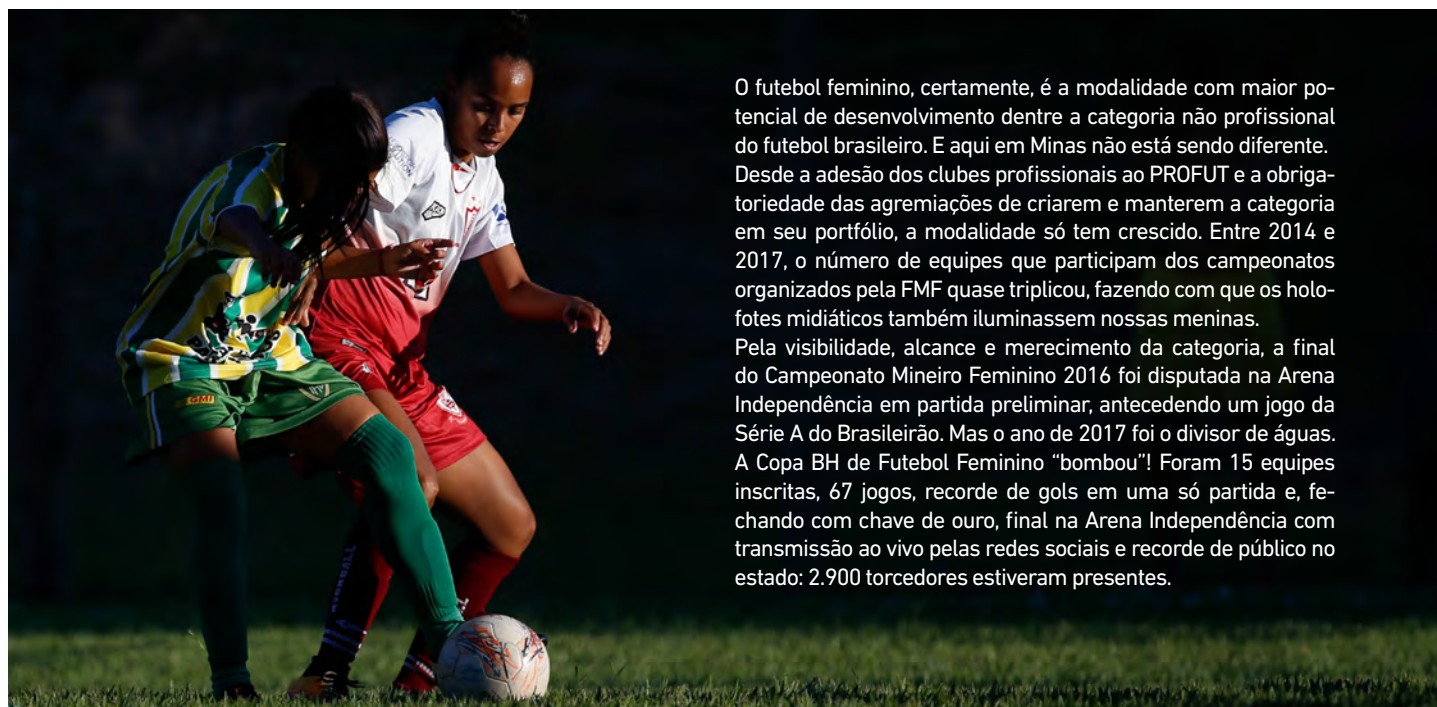 O futebol feminino, certamente, é a modalidade com maior po-
tencial de desenvolvimento dentre a categoria não profissional
do futebol brasileiro. E aqui em Minas não está sendo diferente.
Desde a adesão dos clubes profissionais ao PROFUT e a obriga-
toriedade das agremiações de criarem e manterem a categoria
em seu portfólio, a modalidade só tem crescido. Entre 2014 e
2017, o número de equipes que participam dos campeonatos
organizados pela FMF quase triplicou, fazendo com que os holo-
fotes midiáticos também iluminassem nossas meninas.
Pela visibilidade, alcance e merecimento da categoria, a final
do Campeonato Mineiro Feminino 2016 foi disputada na Arena
Independência em partida preliminar, antecedendo um jogo da
Série A do Brasileirão. Mas o ano de 2017 foi o divisor de águas.
A Copa BH de Futebol Feminino “bombou”! Foram 15 equipes
inscritas, 67 jogos, recorde de gols em uma só partida e, fe-
chando com chave de ouro, final na Arena Independência com
transmissão ao vivo pelas redes sociais e recorde de público no
estado: 2.900 torcedores estiveram presentes.
GMI